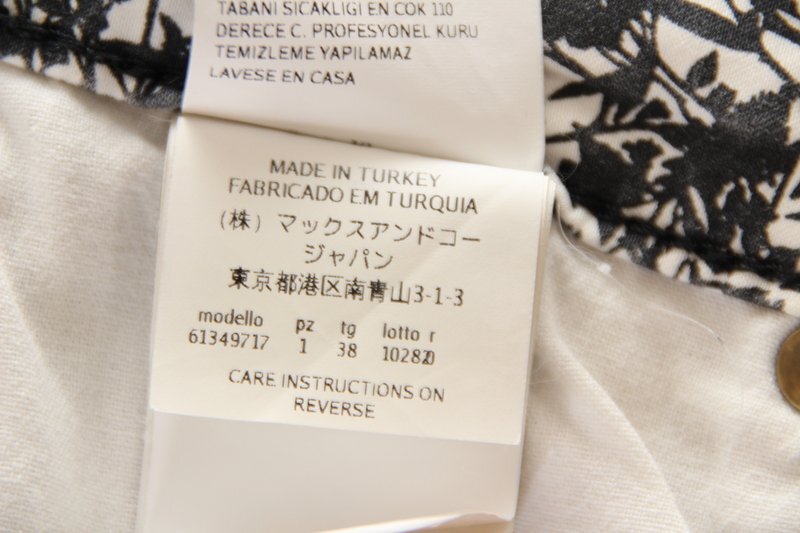 TABANI SICAKLIGI EN COK 110
DERECE C. PROFESYONEL KURU
TEMIZLEME YAPILAMAZ
LAVESE EN CASA
MADE IN TURKEY
FABRICADO EM TURQUIA
(株) マックスアンドコー
ジャパン
東京都港区南青山3-1-3
modello pz tg lotto r
61349717 1 38 10282
CARE INSTRUCTIONS ON
REVERSE